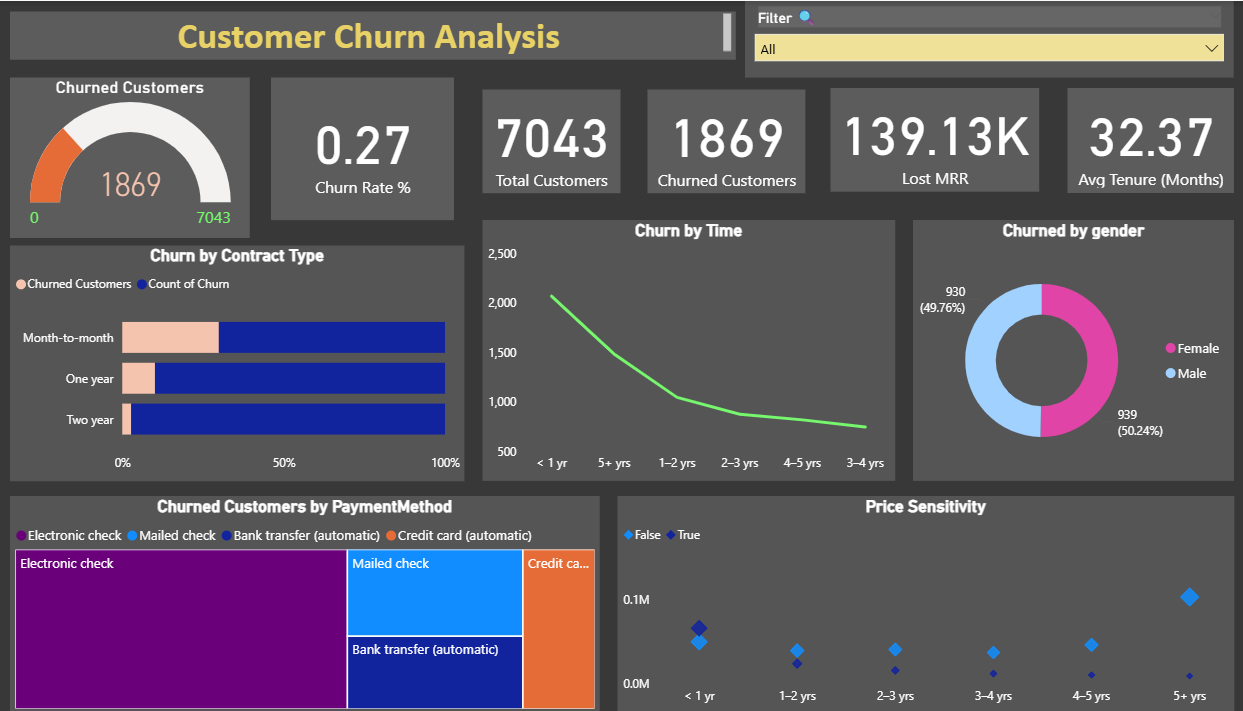 Customer Churn Analysis
Filter
All
Churned Customers
1869
0
7043
0.27
Churn Rate %
7043
Total Customers
1869
Churned Customers
139.13K
Lost MRR
32.37
Avg Tenure (Months)
Churn by Contract Type
Churned Customers Count of Churn
Month-to-month
One year
Two year
0% 50% 100%
Churn by Time
2,500
2,000
1,500
1,000
500
< 1 yr 5+ yrs 1–2 yrs 2–3 yrs 4–5 yrs 3–4 yrs
Churned by gender
930
(49.76%)
Female
Male
939
(50.24%)
Churned Customers by PaymentMethod
Electronic check Mailed check Bank transfer (automatic) Credit card (automatic)
Electronic check
Mailed check
Credit ca...
Bank transfer (automatic)
Price Sensitivity
False True
0.1M
0.0M
< 1 yr 1–2 yrs 2–3 yrs 3–4 yrs 4–5 yrs 5+ yrs